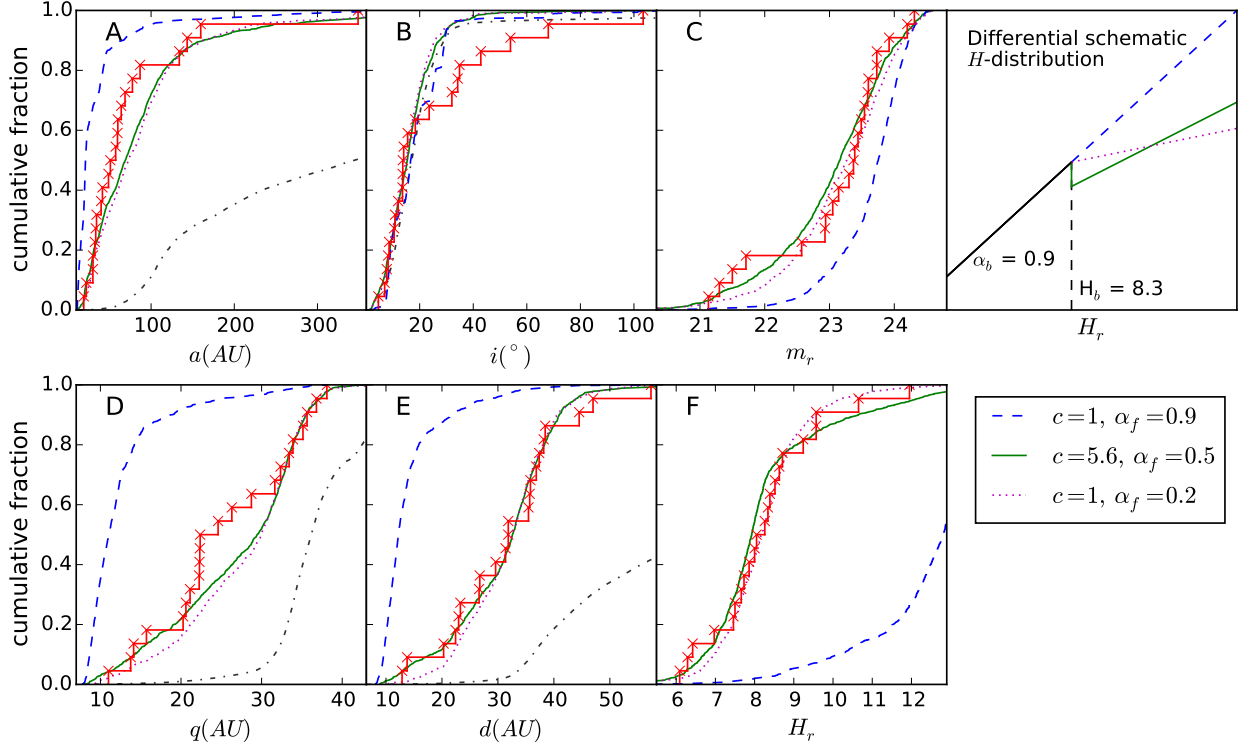 cumulative fraction
1.0
0.8
0.6
0.4
0.2
0.0
A
100 200 300
a(AU)
B
20 40 60 80 100
i(°)
C
21 22 23 24
m_r
Differential schematic
H-distribution
α_b = 0.9
H_b = 8.3
H_r
cumulative fraction
1.0
0.8
0.6
0.4
0.2
0.0
D
10 20 30 40
q(AU)
E
10 20 30 40 50
d(AU)
F
6 7 8 9 10 11 12
H_r
c=1, α_f=0.9
c=5.6, α_f=0.5
c=1, α_f=0.2